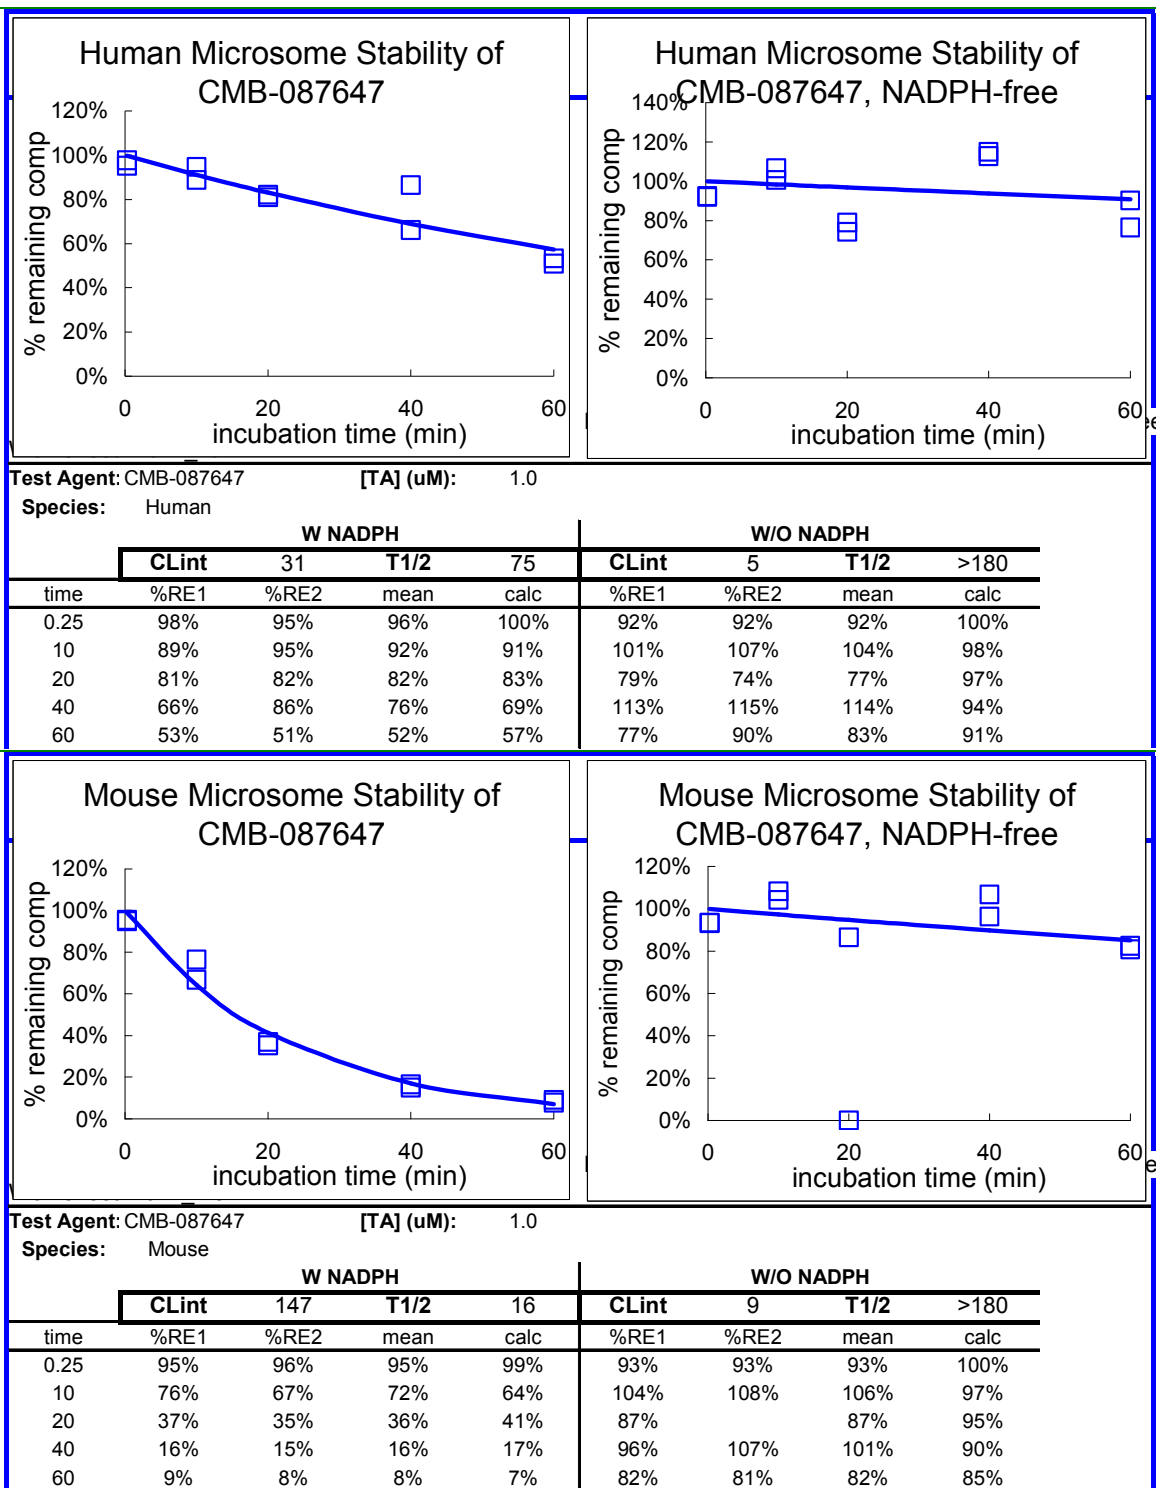 Human Microsome Stability of
CMB-087647
120%
100%
80%
60%
40%
20%
0%
% remaining comp
0 20 40 60
incubation time (min)
Human Microsome Stability of
CMB-087647, NADPH-free
140%
120%
100%
80%
60%
40%
20%
0%
% remaining comp
0 20 40 60
incubation time (min)
Test Agent: CMB-087647 [TA] (uM): 1.0
Species: Human
W NADPH W/O NADPH
CLint 31 T1/2 75 CLint 5 T1/2 >180
time %RE1 %RE2 mean calc %RE1 %RE2 mean calc
0.25 98% 95% 96% 100% 92% 92% 92% 100%
10 89% 95% 92% 91% 101% 107% 104% 98%
20 81% 82% 82% 83% 79% 74% 77% 97%
40 66% 86% 76% 69% 113% 115% 114% 94%
60 53% 51% 52% 57% 77% 90% 83% 91%
Mouse Microsome Stability of
CMB-087647
120%
100%
80%
60%
40%
20%
0%
% remaining comp
0 20 40 60
incubation time (min)
Mouse Microsome Stability of
CMB-087647, NADPH-free
120%
100%
80%
60%
40%
20%
0%
% remaining comp
0 20 40 60
incubation time (min)
Test Agent: CMB-087647 [TA] (uM): 1.0
Species: Mouse
W NADPH W/O NADPH
CLint 147 T1/2 16 CLint 9 T1/2 >180
time %RE1 %RE2 mean calc %RE1 %RE2 mean calc
0.25 95% 96% 95% 99% 93% 93% 93% 100%
10 76% 67% 72% 64% 104% 108% 106% 97%
20 37% 35% 36% 41% 87% 87% 95%
40 16% 15% 16% 17% 96% 107% 101% 90%
60 9% 8% 8% 7% 82% 81% 82% 85%